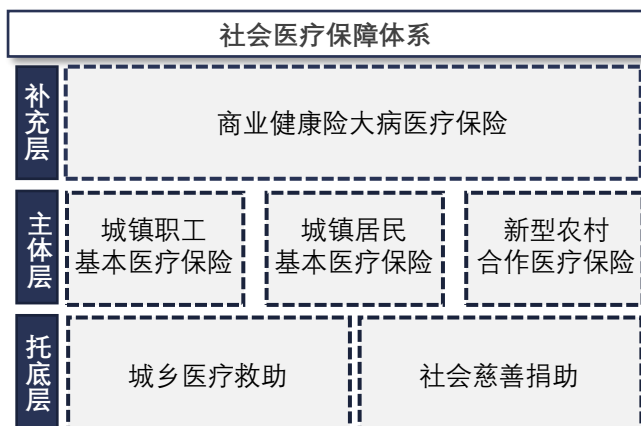 社会医疗保障体系
补充层
商业健康险大病医疗保险
主体层
城镇职工
基本医疗保险
城镇居民
基本医疗保险
新型农村
合作医疗保险
托底层
城乡医疗救助
社会慈善捐助